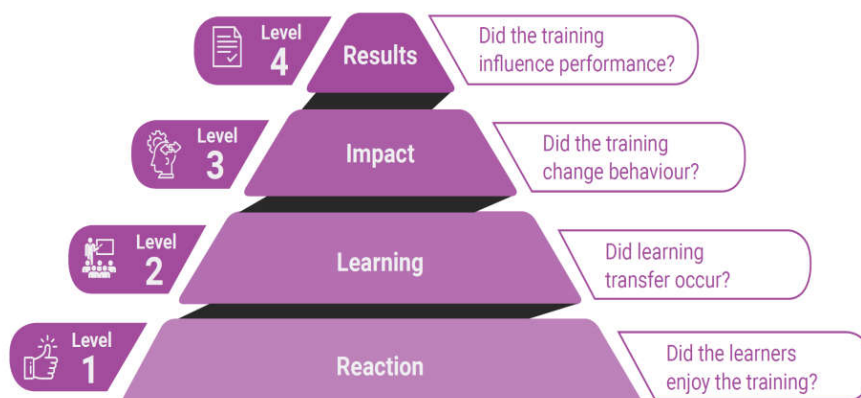 Level
4
Results
Did the training
influence performance?
Level
3
Impact
Did the training
change behaviour?
Level
2
Learning
Did learning
transfer occur?
Level
1
Reaction
Did the learners
enjoy the training?